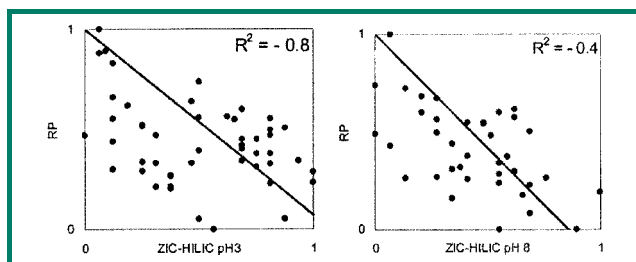 1
R² = - 0.8
RP
0
0
ZIC-HILIC pH3
1
1
R² = - 0.4
RP
0
0
ZIC-HILIC pH 8
1